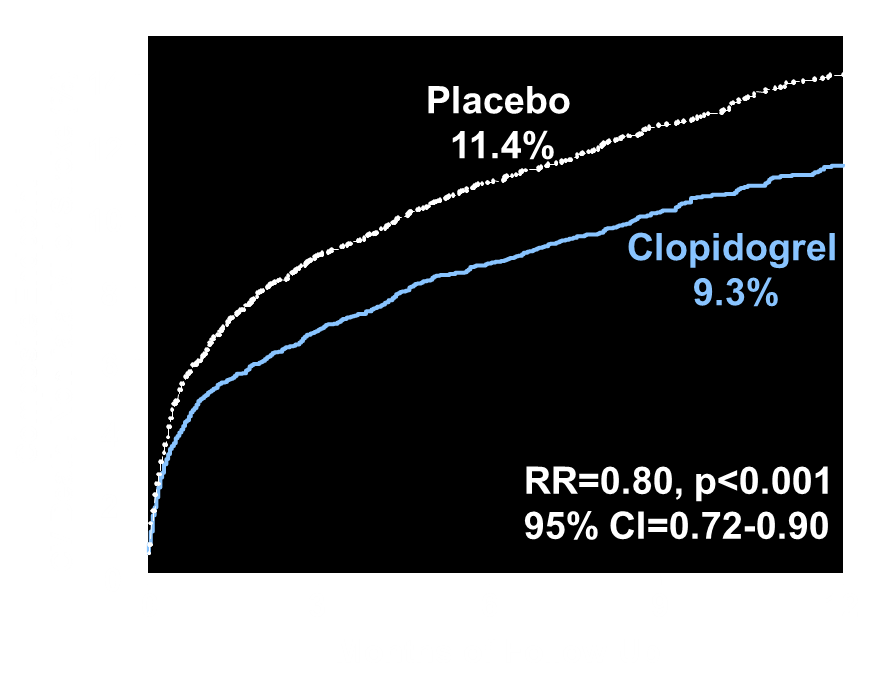 Placebo
11.4%
Clopidogrel
9.3%
RR=0.80, p<0.001
95% CI=0.72-0.90